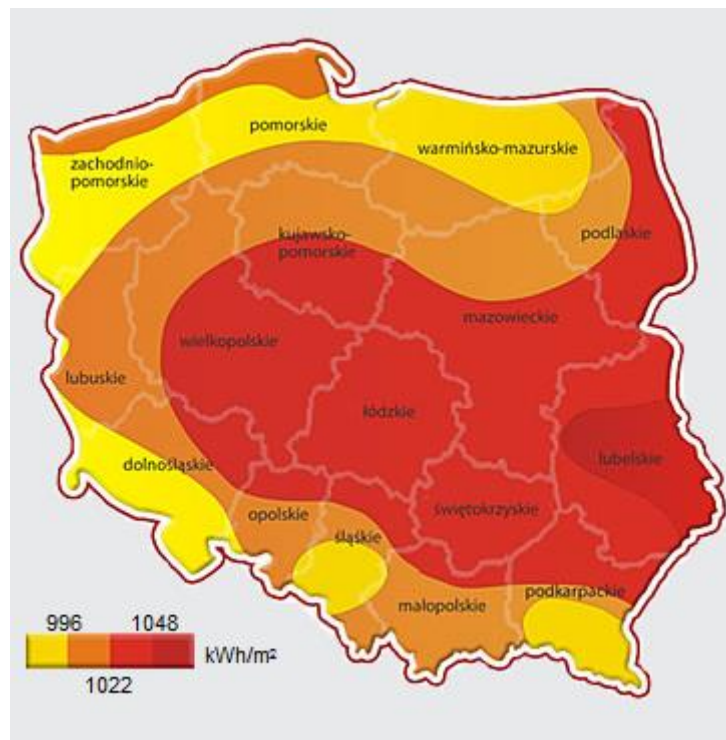 pomorskie
zachodnio-
pomorskie
warmińsko-mazurskie
kujawsko-
pomorskie
podlaskie
mazowieckie
wielkopolskie
lubuskie
łódzkie
dolnośląskie
lubelskie
opolskie
świętokrzyskie
śląskie
małopolskie
podkarpackie
996 1048
kWh/m²
1022